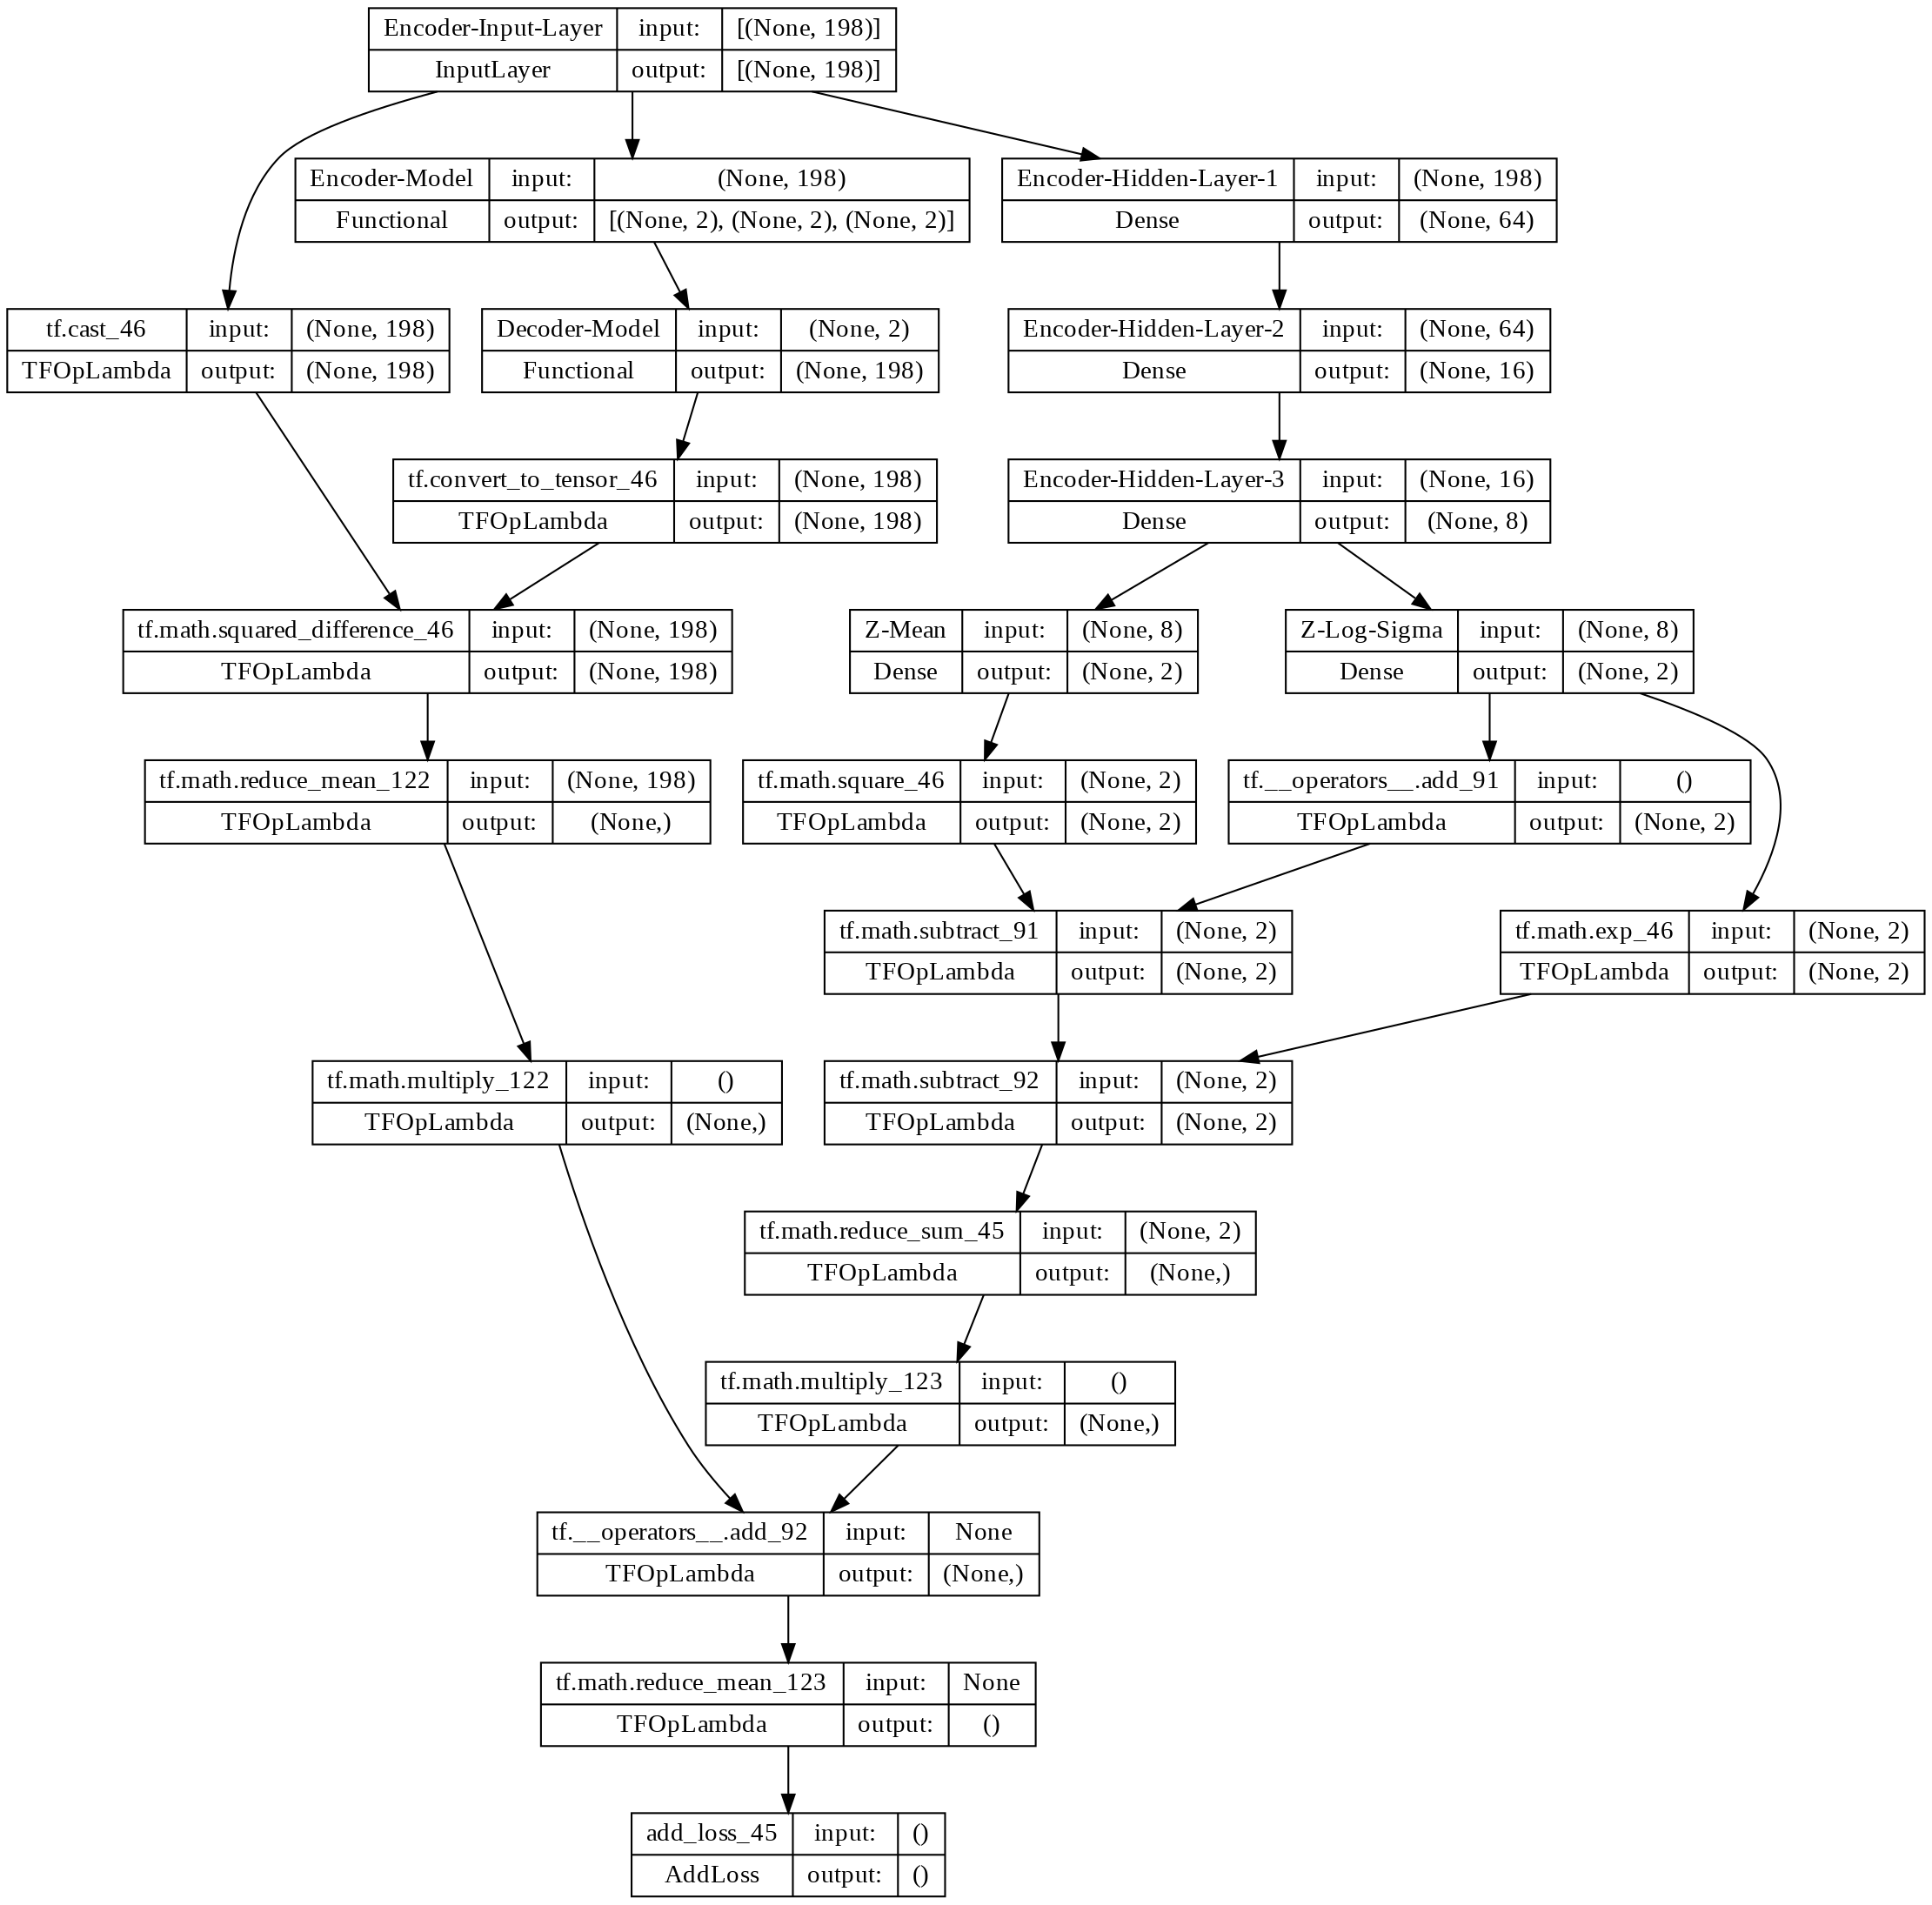 Encoder-Input-Layer input: [(None, 198)]
InputLayer output: [(None, 198)]
Encoder-Model input: (None, 198)
Functional output: [(None, 2), (None, 2), (None, 2)]
Encoder-Hidden-Layer-1 input: (None, 198)
Dense output: (None, 64)
tf.cast_46 input: (None, 198)
TFOpLambda output: (None, 198)
Decoder-Model input: (None, 2)
Functional output: (None, 198)
Encoder-Hidden-Layer-2 input: (None, 64)
Dense output: (None, 16)
tf.convert_to_tensor_46 input: (None, 198)
TFOpLambda output: (None, 198)
Encoder-Hidden-Layer-3 input: (None, 16)
Dense output: (None, 8)
tf.math.squared_difference_46 input: (None, 198)
TFOpLambda output: (None, 198)
Z-Mean input: (None, 8)
Dense output: (None, 2)
Z-Log-Sigma input: (None, 8)
Dense output: (None, 2)
tf.math.reduce_mean_122 input: (None, 198)
TFOpLambda output: (None,)
tf.math.square_46 input: (None, 2)
TFOpLambda output: (None, 2)
tf.__operators__.add_91 input: ()
TFOpLambda output: (None, 2)
tf.math.subtract_91 input: (None, 2)
TFOpLambda output: (None, 2)
tf.math.exp_46 input: (None, 2)
TFOpLambda output: (None, 2)
tf.math.multiply_122 input: ()
TFOpLambda output: (None,)
tf.math.subtract_92 input: (None, 2)
TFOpLambda output: (None, 2)
tf.math.reduce_sum_45 input: (None, 2)
TFOpLambda output: (None,)
tf.math.multiply_123 input: ()
TFOpLambda output: (None,)
tf.__operators__.add_92 input: None
TFOpLambda output: (None,)
tf.math.reduce_mean_123 input: None
TFOpLambda output: ()
add_loss_45 input: ()
AddLoss output: ()